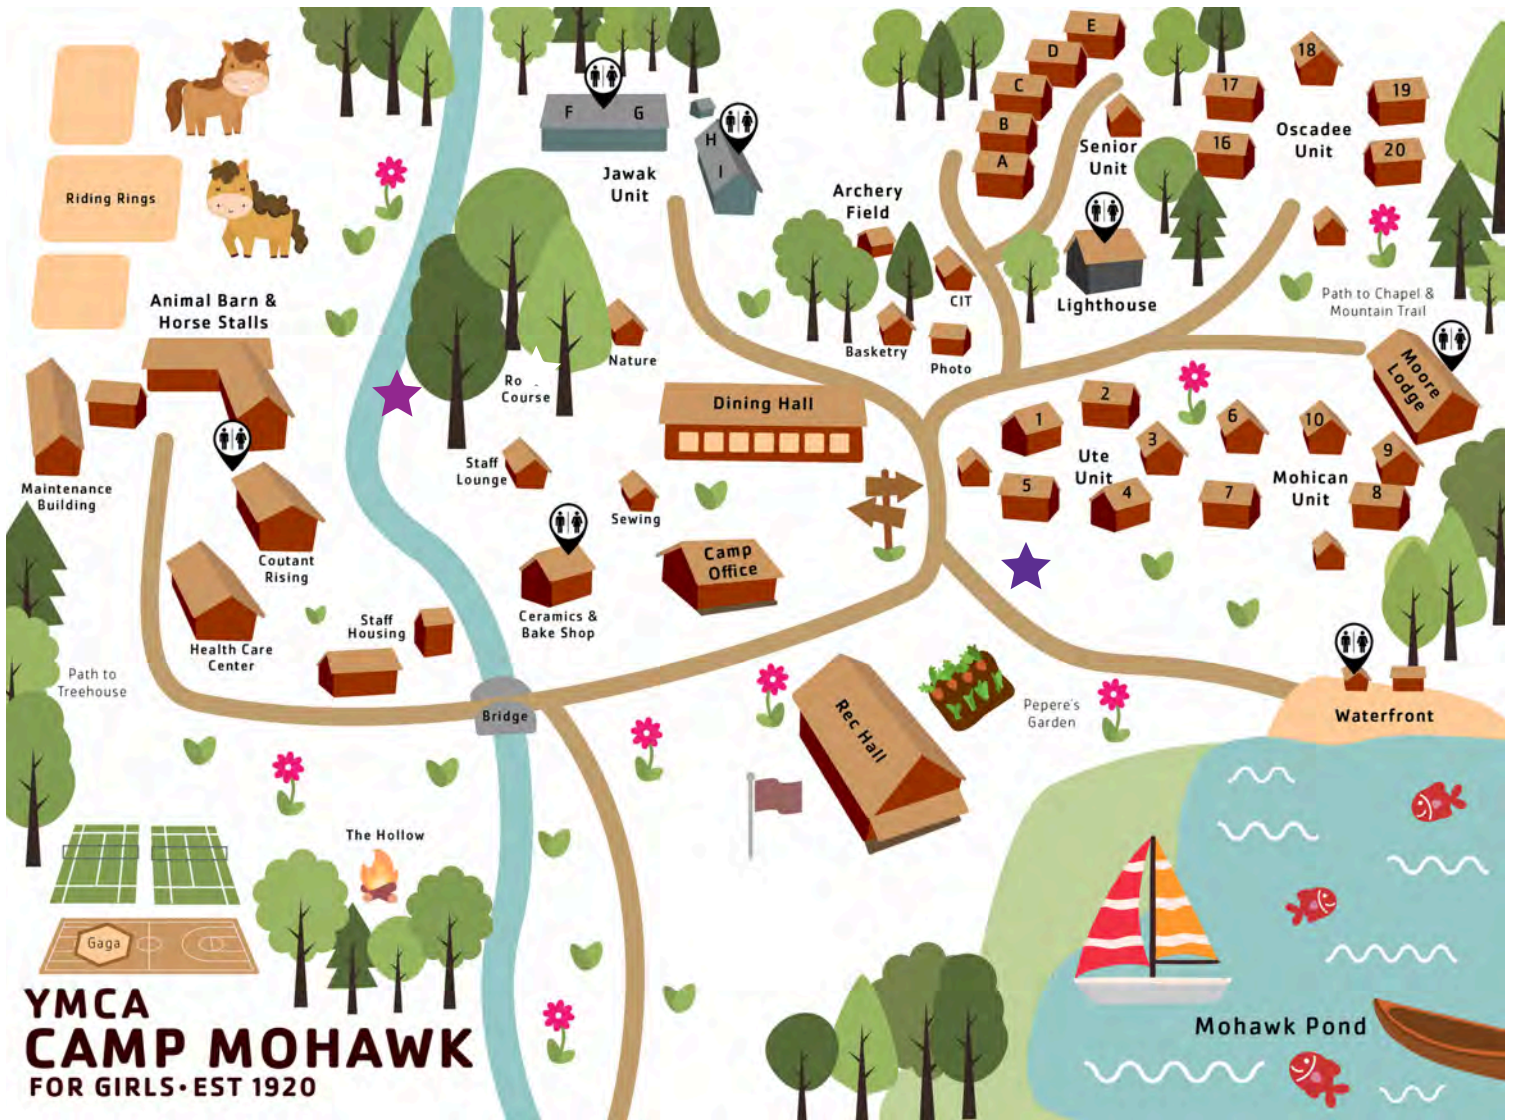 E
D
C
B
A
18
17
19
16
20
Oscadee
Unit
Senior
Unit
F G
H
I
Jawak
Unit
Archery
Field
Riding Rings
CIT
Lighthouse
Path to Chapel &
Mountain Trail
Animal Barn &
Horse Stalls
Nature
Basketry
Photo
Moore
Lodge
Course
Dining Hall
1
2
3
4
5
Ute
Unit
6
10
9
7
8
Mohican
Unit
Staff
Lounge
Sewing
Maintenance
Building
Coutant
Rising
Camp
Office
Ceramics &
Bake Shop
Staff
Housing
Health Care
Center
Path to
Treehouse
Bridge
Rec Hall
Pepere's
Garden
Waterfront
The Hollow
Gaga
YMCA
CAMP MOHAWK
FOR GIRLS•EST 1920
Mohawk Pond